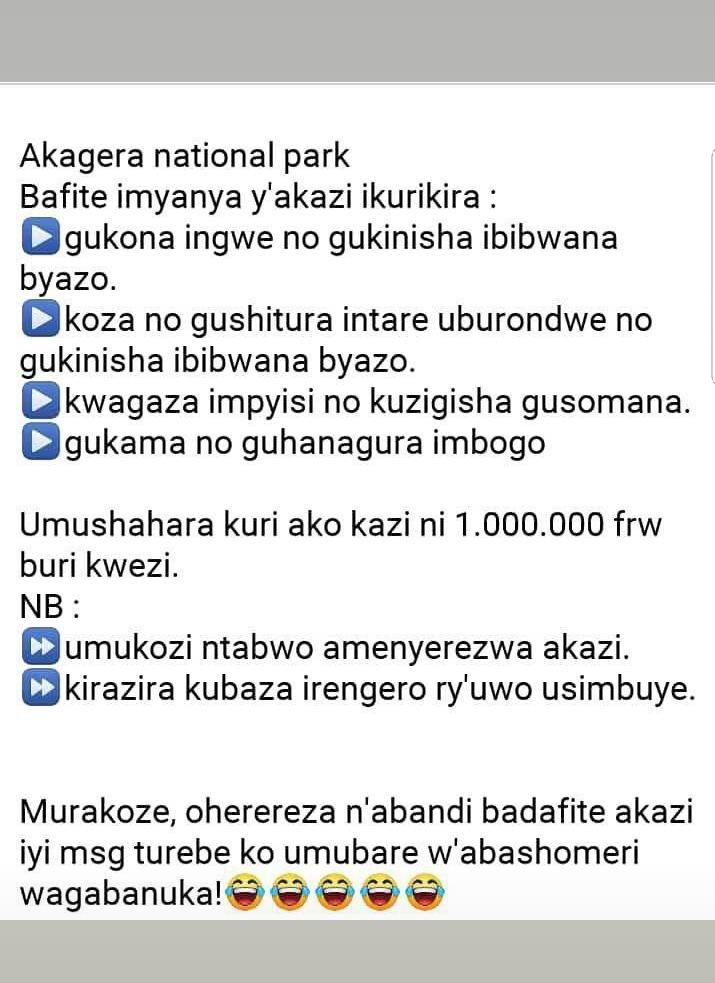 Akagera national park
Bafite imyanya y'akazi ikurikira :
▶gukona ingwe no gukinisha ibibwana
byazo.
▶koza no gushitura intare uburondwe no
gukinisha ibibwana byazo.
▶kwagaza impyisi no kuzigisha gusomana.
▶gukama no guhanagura imbogo
Umushahara kuri ako kazi ni 1.000.000 frw
buri kwezi.
NB :
⏩umukozi ntabwo amenyerezwa akazi.
⏩kirazira kubaza irengero ry'uwo usimbuye.
Murakoze, oherereza n'abandi badafite akazi
iyi msg turebe ko umubare w'abashomeri
wagabanuka!😂😂😂😂😂